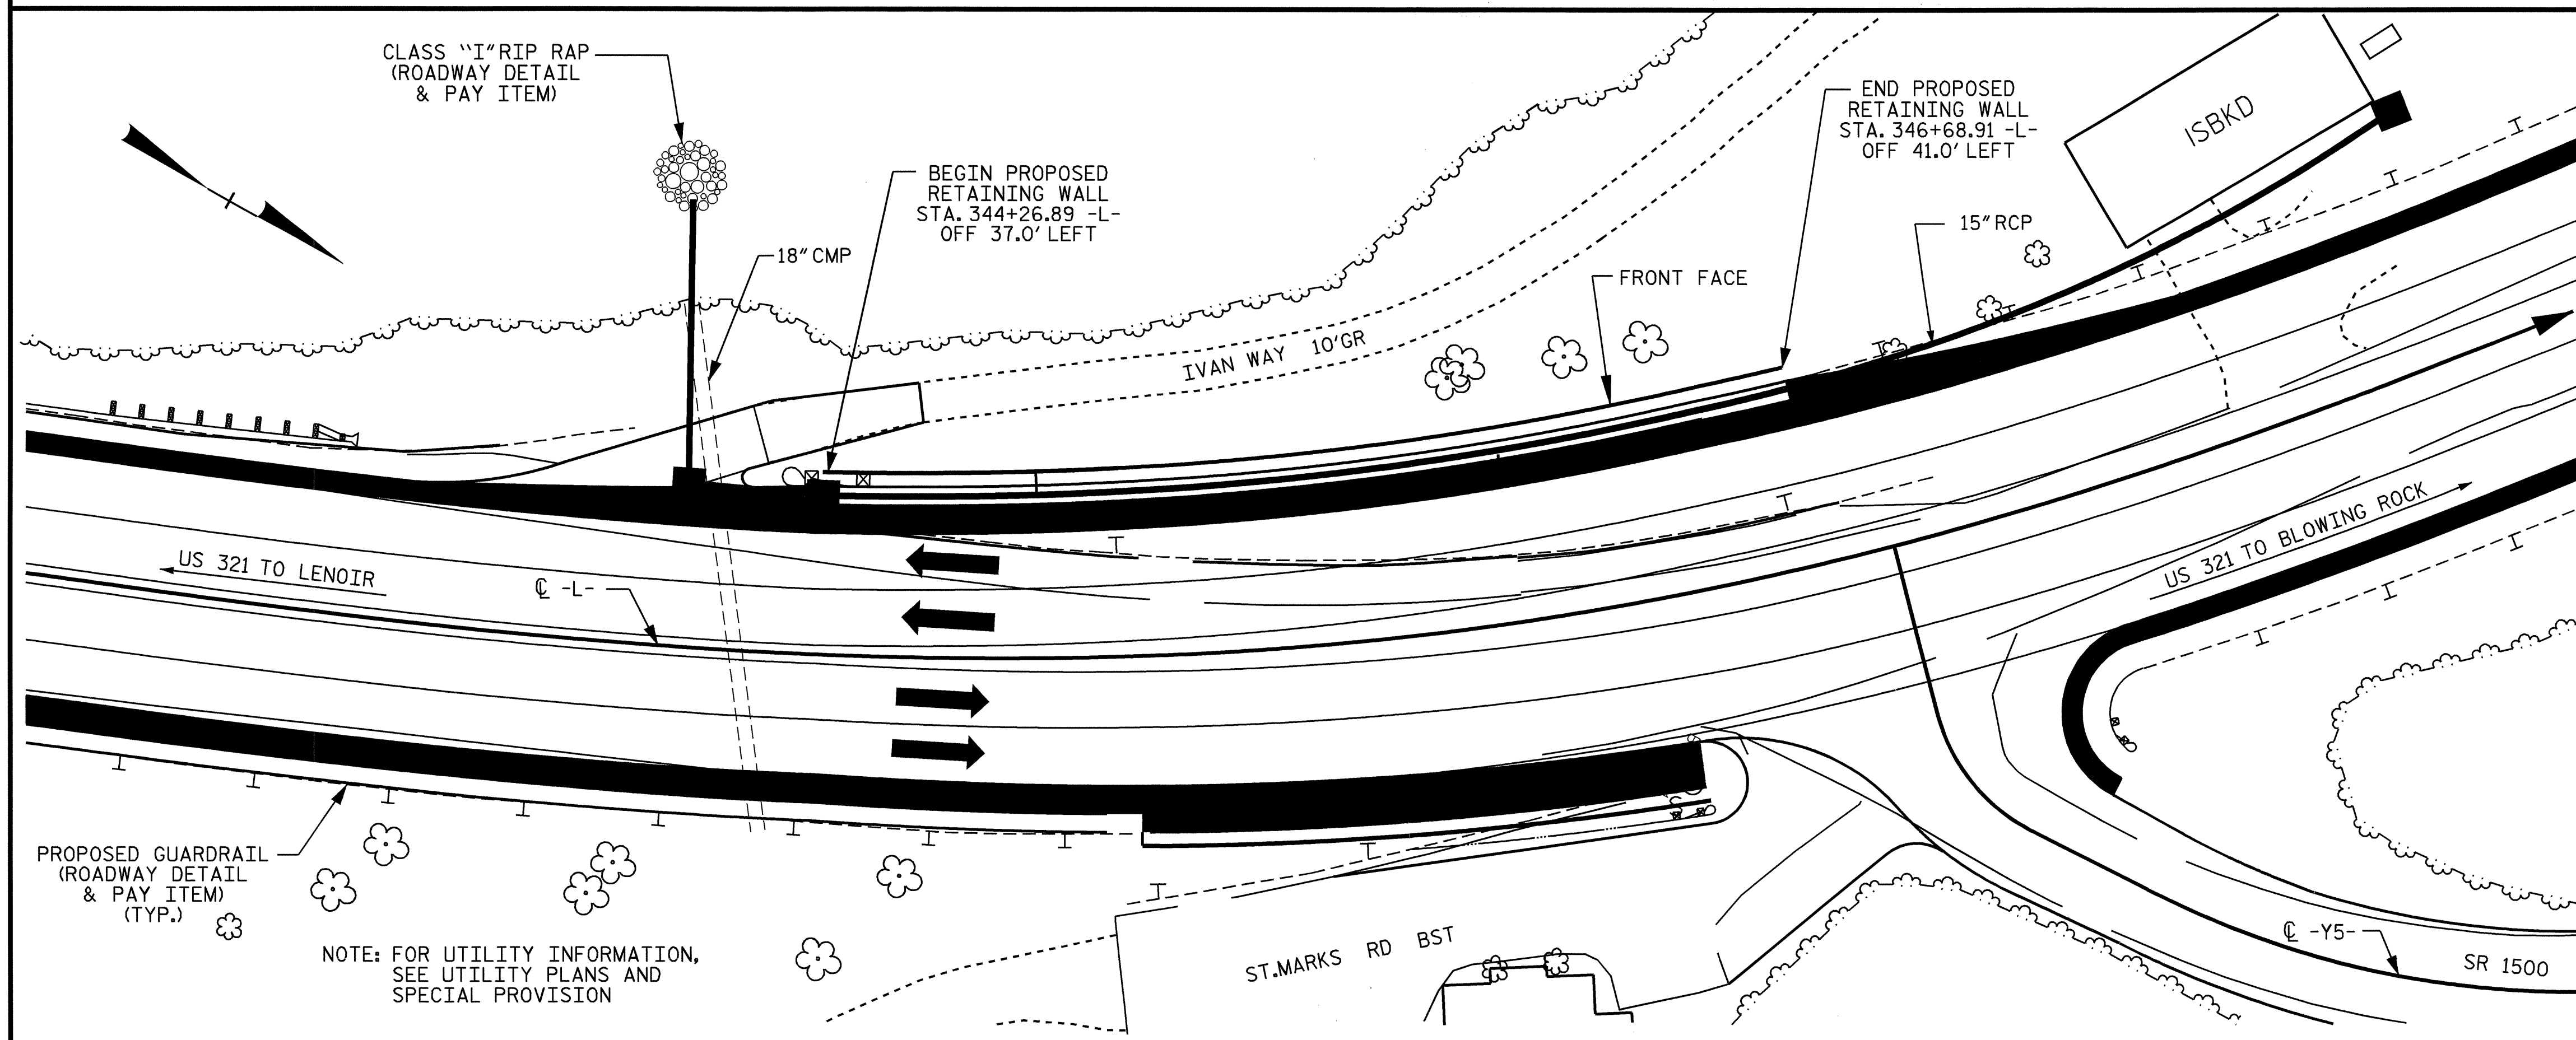 CLASS "I" RIP RAP
(ROADWAY DETAIL
& PAY ITEM)
BEGIN PROPOSED
RETAINING WALL
STA. 344+26.89 -L-
OFF 37.0' LEFT
18" CMP
END PROPOSED
RETAINING WALL
STA. 346+68.91 -L-
OFF 41.0' LEFT
ISBKD
15" RCP
FRONT FACE
IVAN WAY 10'GR
US 321 TO LENOIR
℄ -L-
US 321 TO BLOWING ROCK
PROPOSED GUARDRAIL
(ROADWAY DETAIL
& PAY ITEM)
(TYP.)
NOTE: FOR UTILITY INFORMATION,
SEE UTILITY PLANS AND
SPECIAL PROVISION
ST.MARKS RD BST
℄ -Y5-
SR 1500